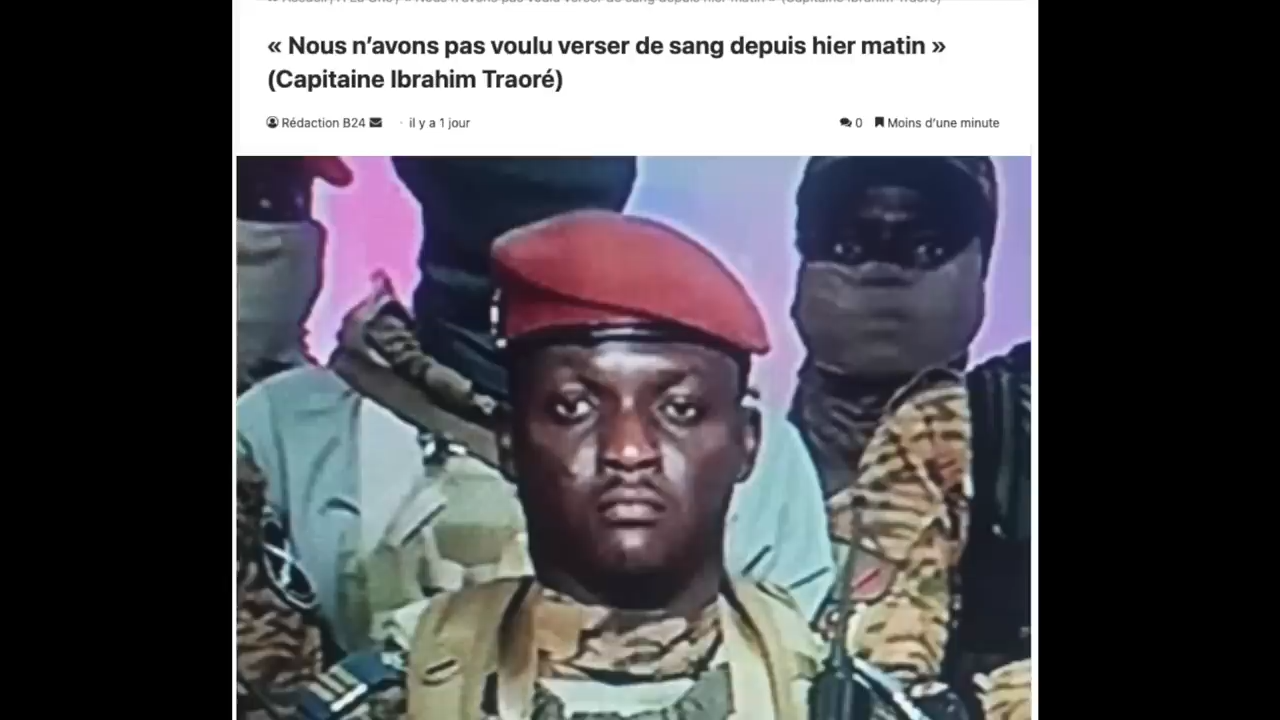 « Nous n’avons pas voulu verser de sang depuis hier matin »
(Capitaine Ibrahim Traoré)
Rédaction B24 · il y a 1 jour 0 Moins d’une minute